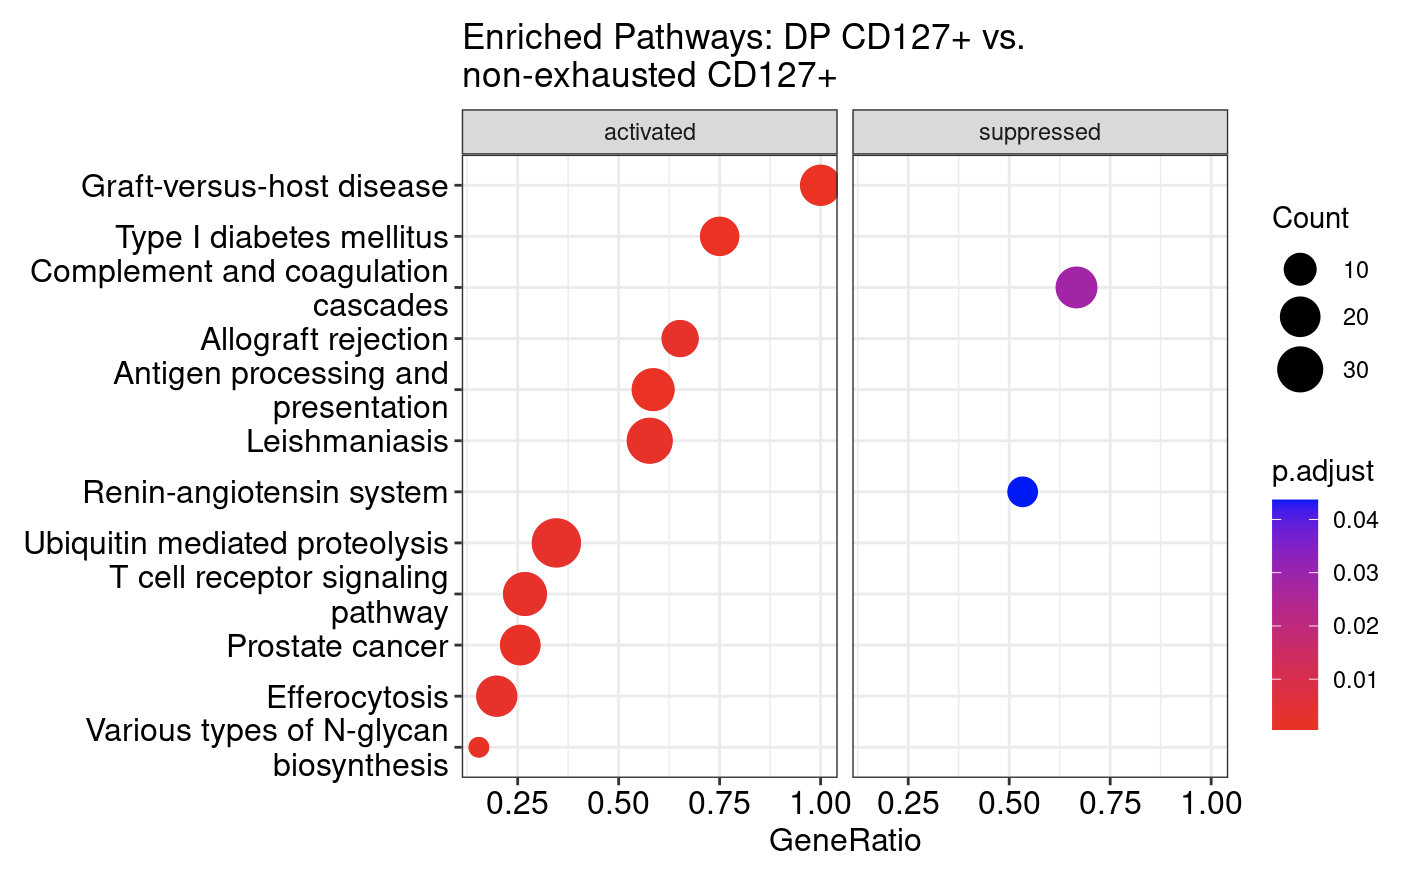 Enriched Pathways: DP CD127+ vs.
non-exhausted CD127+
activated
suppressed
Graft-versus-host disease
Type I diabetes mellitus
Complement and coagulation
cascades
Allograft rejection
Antigen processing and
presentation
Leishmaniasis
Renin-angiotensin system
Ubiquitin mediated proteolysis
T cell receptor signaling
pathway
Prostate cancer
Efferocytosis
Various types of N-glycan
biosynthesis
0.25 0.50 0.75 1.00
0.25 0.50 0.75 1.00
GeneRatio
Count
10
20
30
p.adjust
0.04
0.03
0.02
0.01